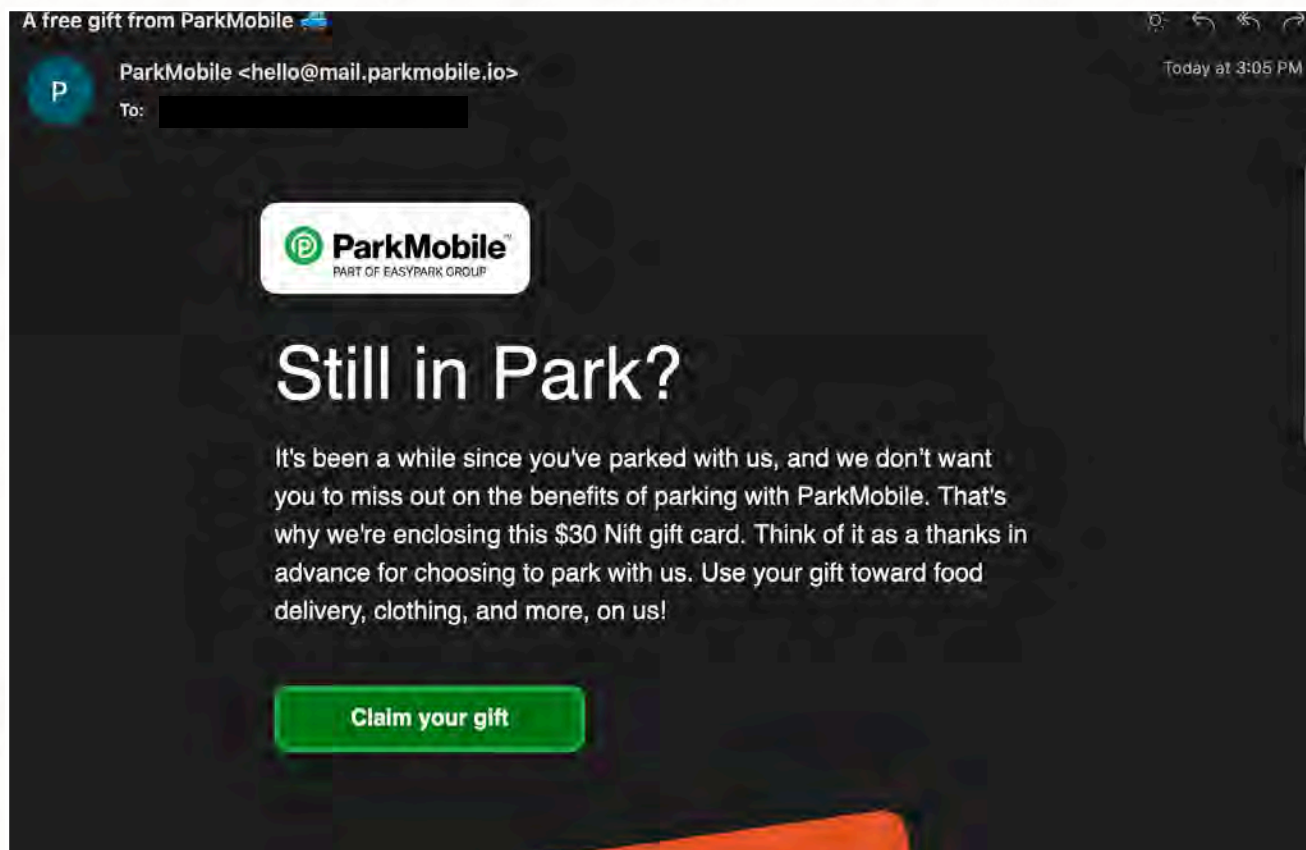 A free gift from ParkMobile
P
ParkMobile <hello@mail.parkmobile.io>
Today at 3:05 PM
To:
P ParkMobile™
PART OF EASYPARK GROUP
Still in Park?
It's been a while since you've parked with us, and we don't want
you to miss out on the benefits of parking with ParkMobile. That's
why we're enclosing this $30 Nift gift card. Think of it as a thanks in
advance for choosing to park with us. Use your gift toward food
delivery, clothing, and more, on us!
Claim your gift